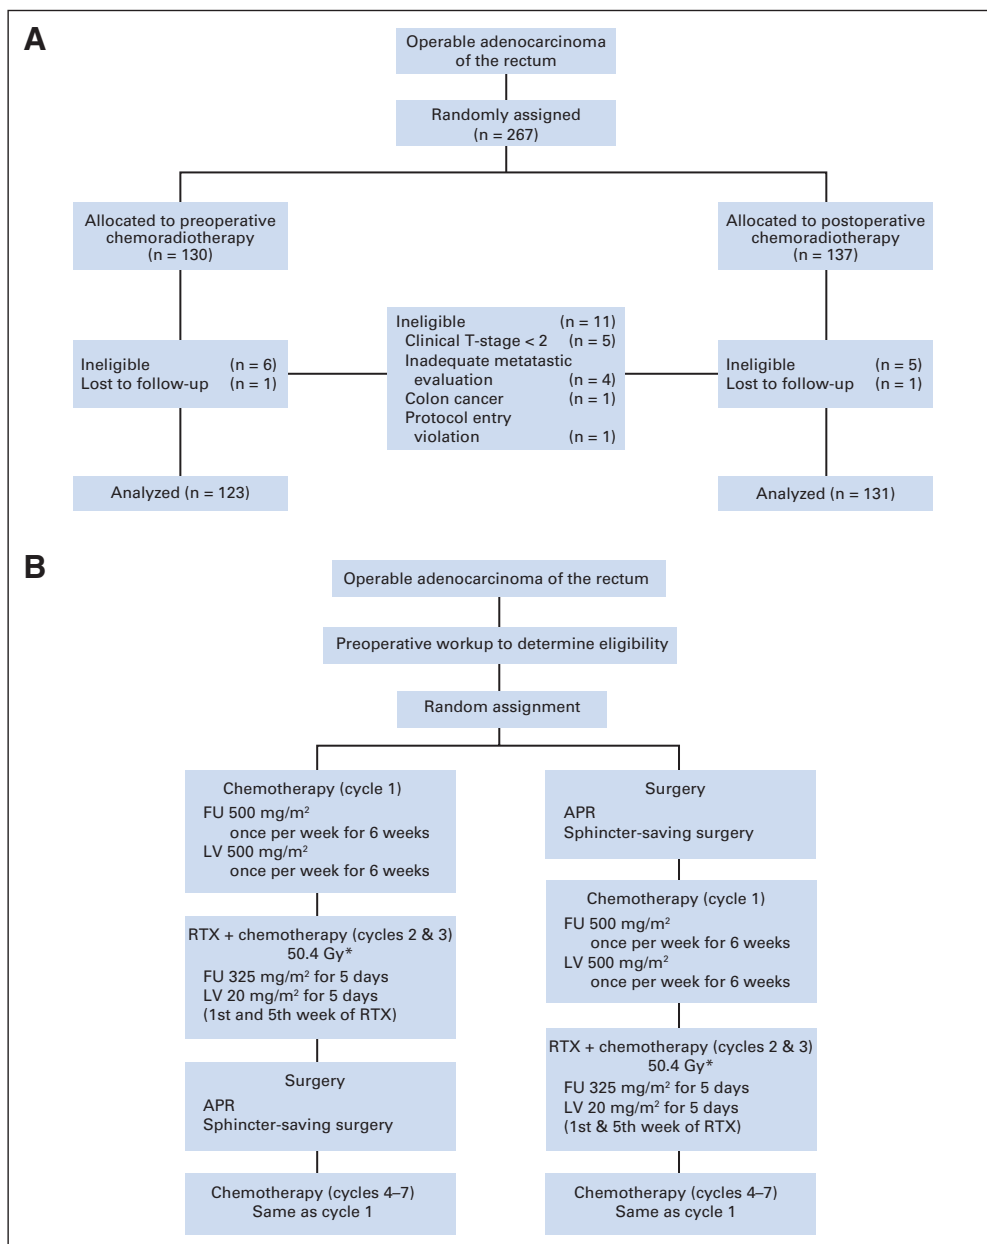 A
Operable adenocarcinoma
of the rectum
Randomly assigned
(n = 267)
Allocated to preoperative
chemoradiotherapy
(n = 130)
Allocated to postoperative
chemoradiotherapy
(n = 137)
Ineligible (n = 6)
Lost to follow-up (n = 1)
Ineligible (n = 11)
Clinical T-stage < 2 (n = 5)
Inadequate metatastic
evaluation (n = 4)
Colon cancer (n = 1)
Protocol entry
violation (n = 1)
Ineligible (n = 5)
Lost to follow-up (n = 1)
Analyzed (n = 123)
Analyzed (n = 131)
B
Operable adenocarcinoma of the rectum
Preoperative workup to determine eligibility
Random assignment
Chemotherapy (cycle 1)
FU 500 mg/m²
once per week for 6 weeks
LV 500 mg/m²
once per week for 6 weeks
RTX + chemotherapy (cycles 2 & 3)
50.4 Gy*
FU 325 mg/m² for 5 days
LV 20 mg/m² for 5 days
(1st and 5th week of RTX)
Surgery
APR
Sphincter-saving surgery
Chemotherapy (cycles 4–7)
Same as cycle 1
Surgery
APR
Sphincter-saving surgery
Chemotherapy (cycle 1)
FU 500 mg/m²
once per week for 6 weeks
LV 500 mg/m²
once per week for 6 weeks
RTX + chemotherapy (cycles 2 & 3)
50.4 Gy*
FU 325 mg/m² for 5 days
LV 20 mg/m² for 5 days
(1st & 5th week of RTX)
Chemotherapy (cycles 4–7)
Same as cycle 1